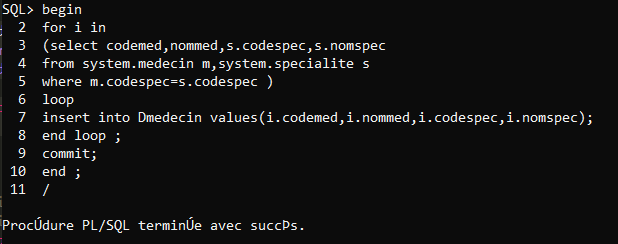 SQL> begin
2 for i in
3 (select codemed,nommed,s.codespec,s.nomspec
4 from system.medecin m,system.specialite s
5 where m.codespec=s.codespec )
6 loop
7 insert into Dmedecin values(i.codemed,i.nommed,i.codespec,i.nomspec);
8 end loop ;
9 commit;
10 end ;
11 /
ProcÚdure PL/SQL terminÚe avec succÞs.